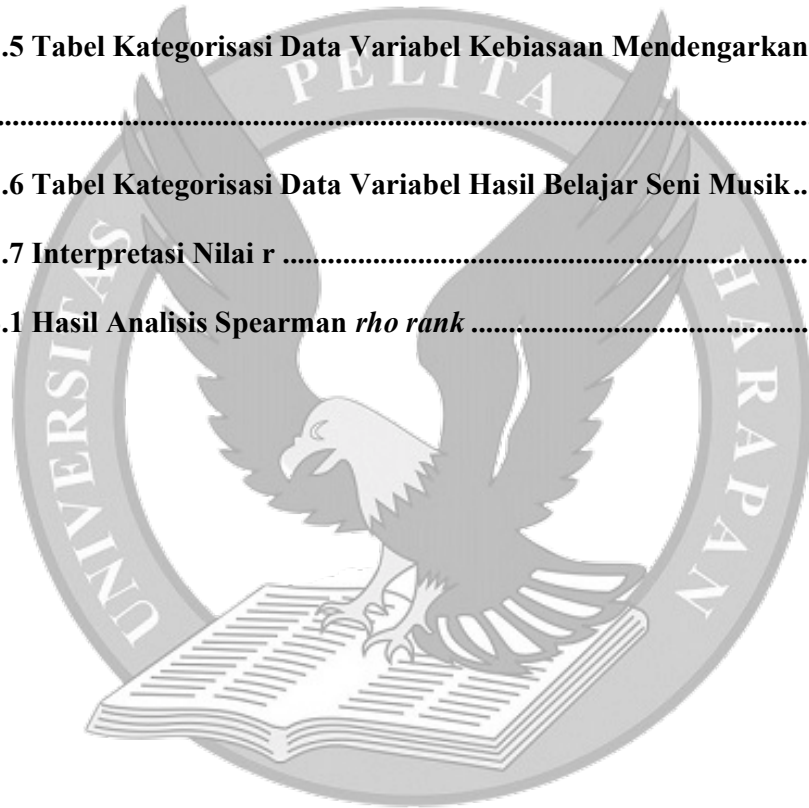 .5 Tabel Kategorisasi Data Variabel Kebiasaan Mendengarkan
....................................................................................................................
.6 Tabel Kategorisasi Data Variabel Hasil Belajar Seni Musik ..
.7 Interpretasi Nilai r ..........................................................................
.1 Hasil Analisis Spearman rho rank ...............................................
UNIVERSITAS PELITA HARAPAN